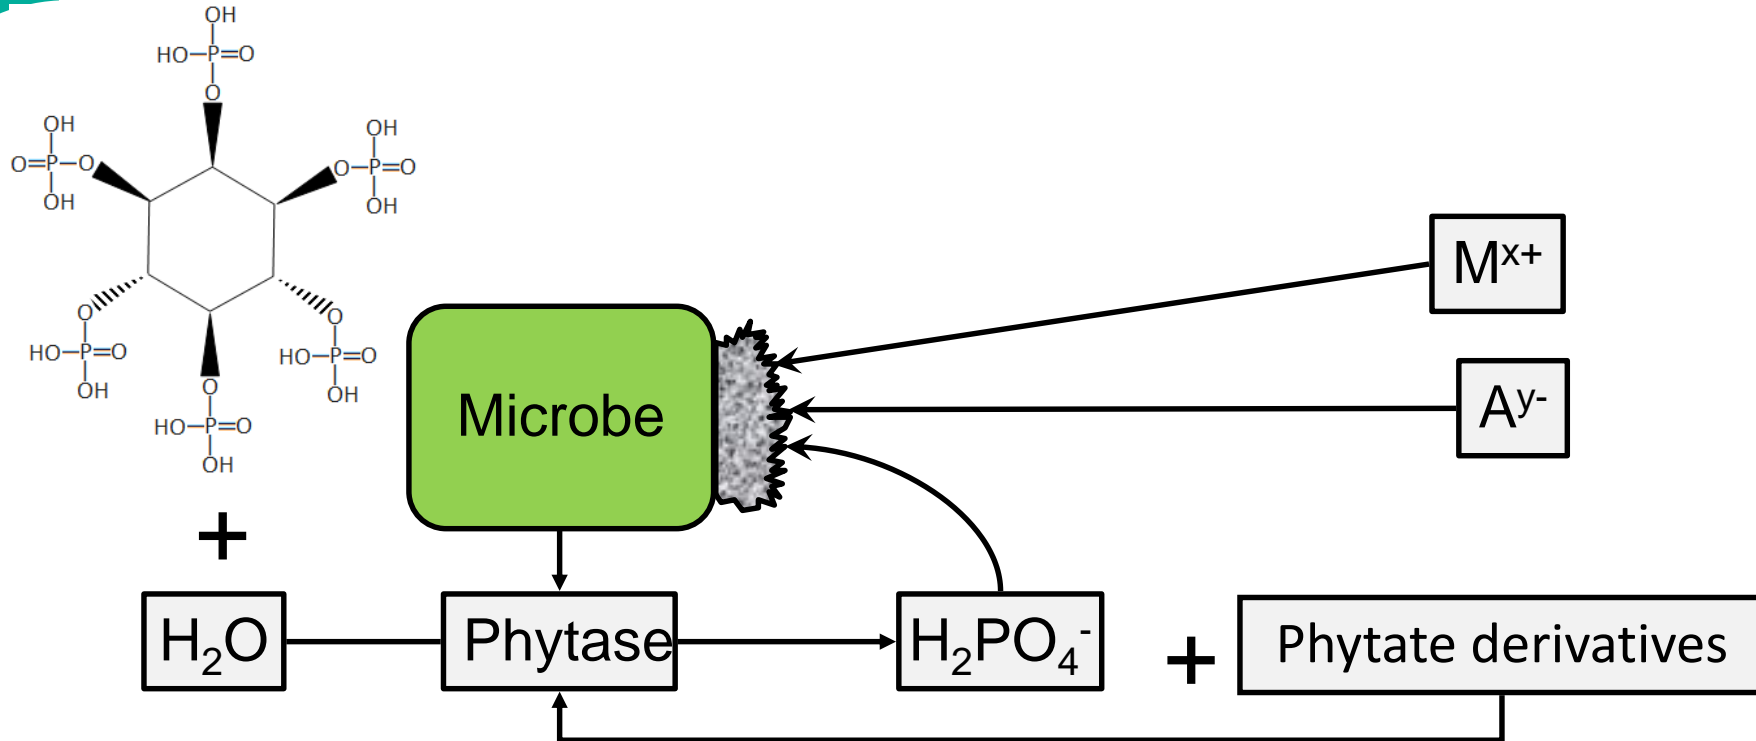 OH
HO–P=O
O
OH
O=P–O
OH
OH
O–P=O
OH
O
HO–P=O
OH
O
HO–P=O
OH
O
HO–P=O
OH
Microbe
Mˣ⁺
Aʸ⁻
+
H₂O
Phytase
H₂PO₄⁻
+
Phytate derivatives